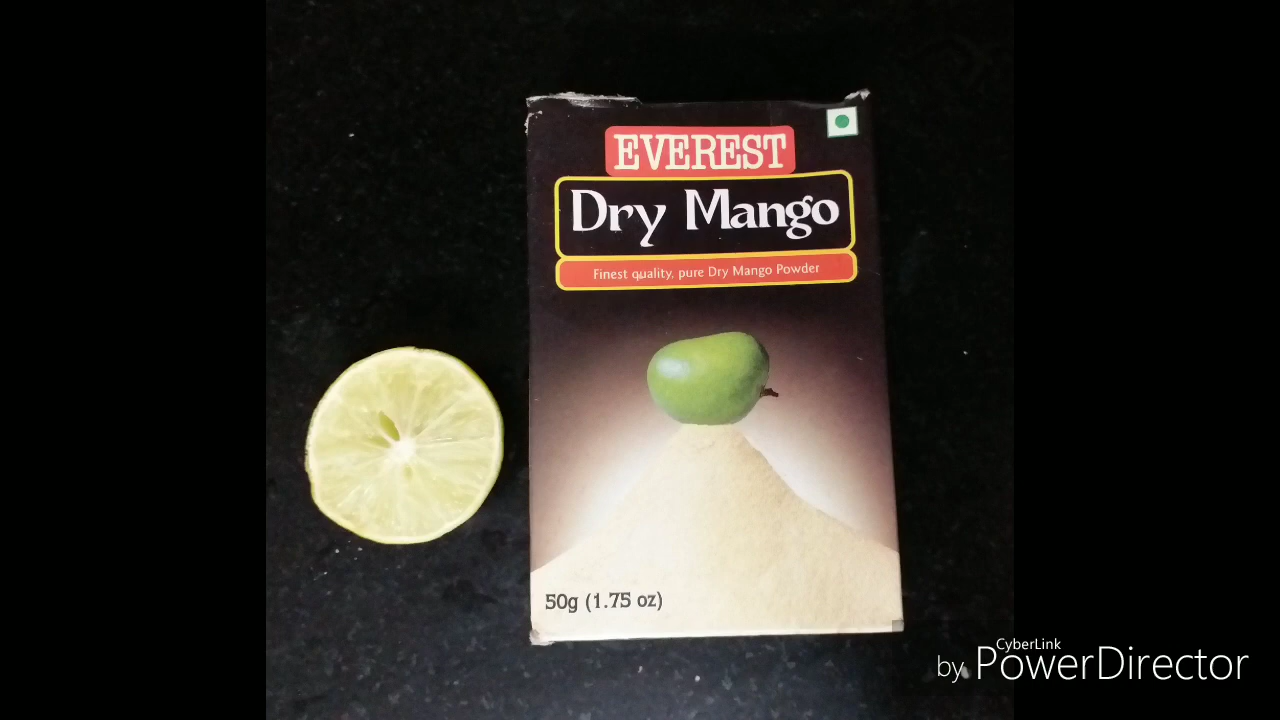 EVEREST
Dry Mango
Finest quality, pure Dry Mango Powder
50g (1.75 oz)
CyberLink
by PowerDirector